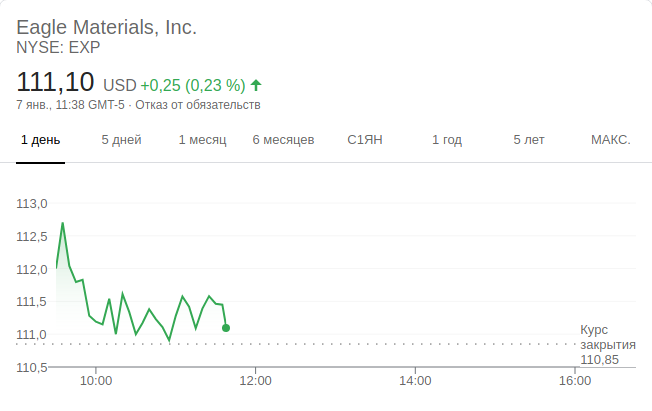 Eagle Materials, Inc.
NYSE: EXP
111,10 USD +0,25 (0,23 %)
7 янв., 11:38 GMT-5 · Отказ от обязательств
1 день 5 дней 1 месяц 6 месяцев С1ЯН 1 год 5 лет МАКС.
113,0
112,5
112,0
111,5
111,0
110,5
Курс
закрытия
110,85
10:00 12:00 14:00 16:00